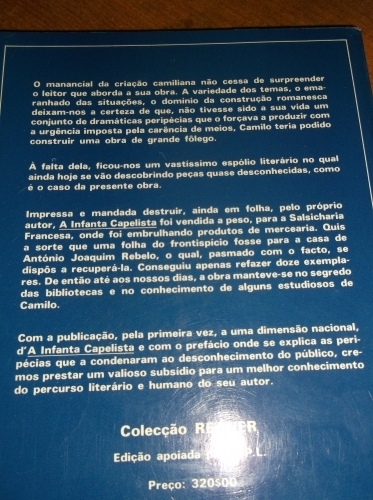 O manancial da criação camiliana não cessa de surpreender
o leitor que aborda a sua obra. A variedade dos temas, o ema-
ranhado das situações, o domínio da construção romanesca
deixam-nos a certeza de que, não tivesse sido a sua vida um
conjunto de dramáticas peripécias que o forçava a produzir com
a urgência imposta pela carência de meios, Camilo teria podido
construir uma obra de grande fôlego.
À falta dela, ficou-nos um vastíssimo espólio literário no qual
ainda hoje se vão descobrindo peças quase desconhecidas, como
é o caso da presente obra.
Impressa e mandada destruir, ainda em folha, pelo próprio
autor, A Infanta Capelista foi vendida a peso, para a Salsicharia
Francesa, onde foi embrulhando produtos de mercearia. Quis
a sorte que uma folha do frontispício fosse para a casa de
António Joaquim Rebelo, o qual, pasmado com o facto, se
dispôs a recuperá-la. Conseguiu apenas refazer doze exempla-
res. De então até aos nossos dias, a obra manteve-se no segredo
das bibliotecas e no conhecimento de alguns estudiosos de
Camilo.
Com a publicação, pela primeira vez, a uma dimensão nacional,
d'A Infanta Capelista e com o prefácio onde se explica as peri-
pécias que a condenaram ao desconhecimento do público, cre-
mos prestar um valioso subsídio para um melhor conhecimento
do percurso literário e humano do seu autor.
Colecção
Edição apoiada
Preço: 320$00